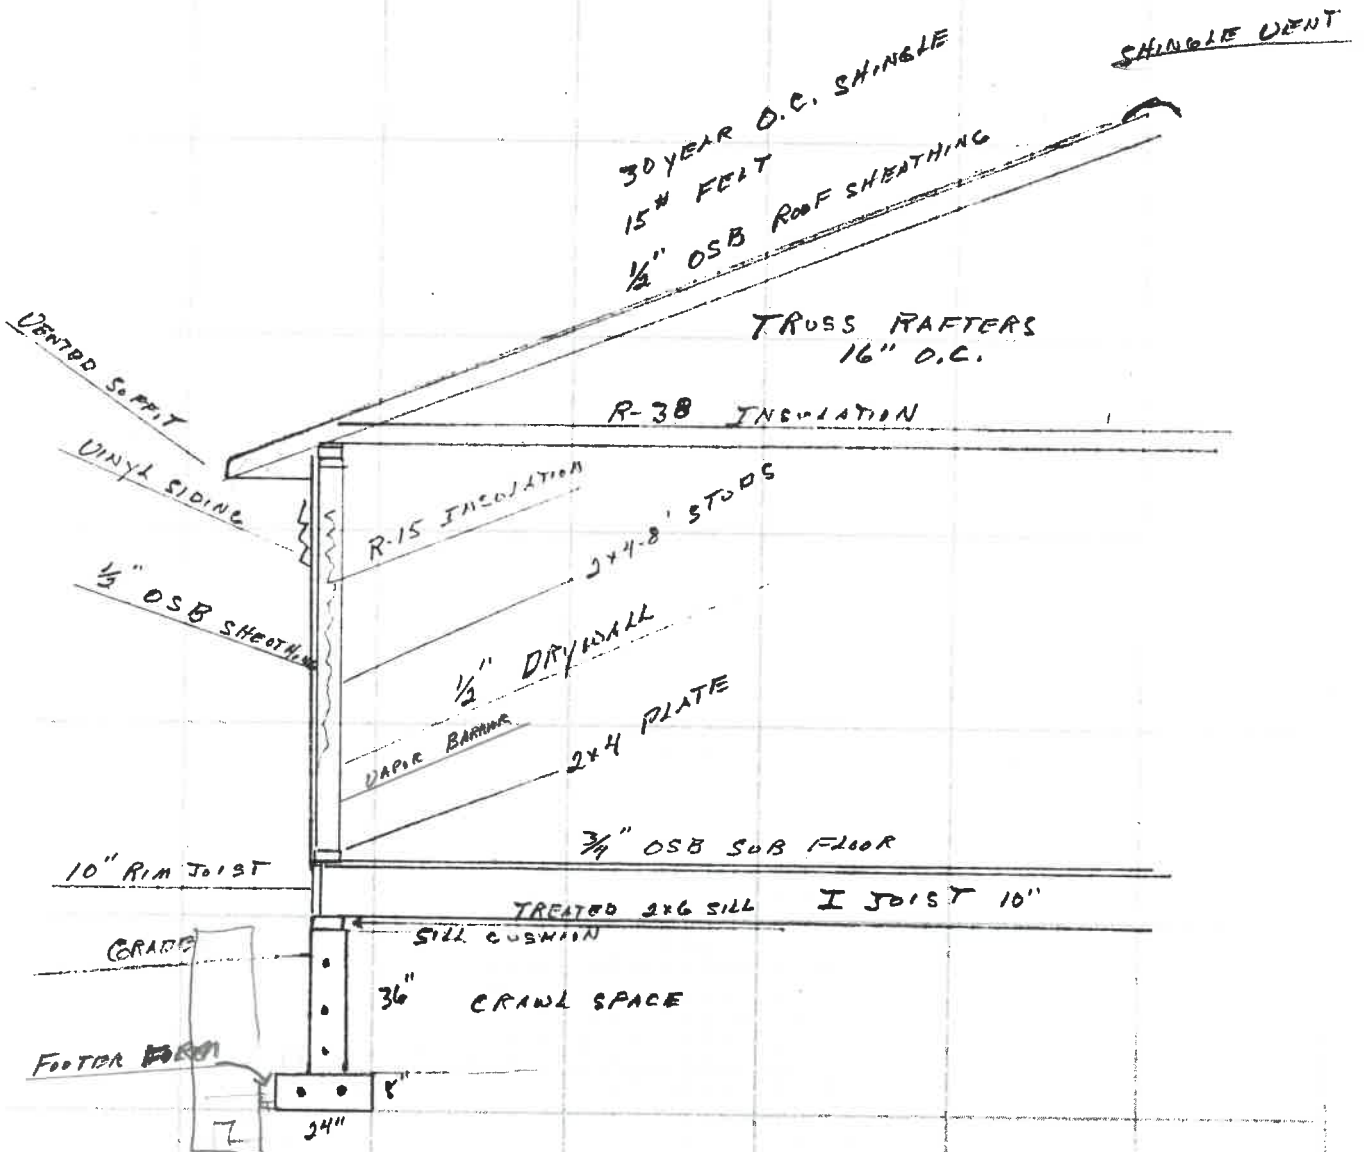 SHINGLE VENT
30 YEAR O.C. SHINGLE
15# FELT
1/2" OSB ROOF SHEATHING
TRUSS RAFTERS
16" O.C.
VENTED SOFFIT
R-38 INSULATION
VINYL SIDING
R-15 INSULATION
2x4-8' STUDS
1/2" OSB SHEOTHING
1/2" DRYWALL
VAPOR BARRIER
2x4 PLATE
3/4" OSB SUB FLOOR
10" RIM JOIST
I JOIST 10"
TREATED 2x6 SILL
SILL CUSHION
GRADE
36" CRAWL SPACE
FOOTER FORM
8"
24"